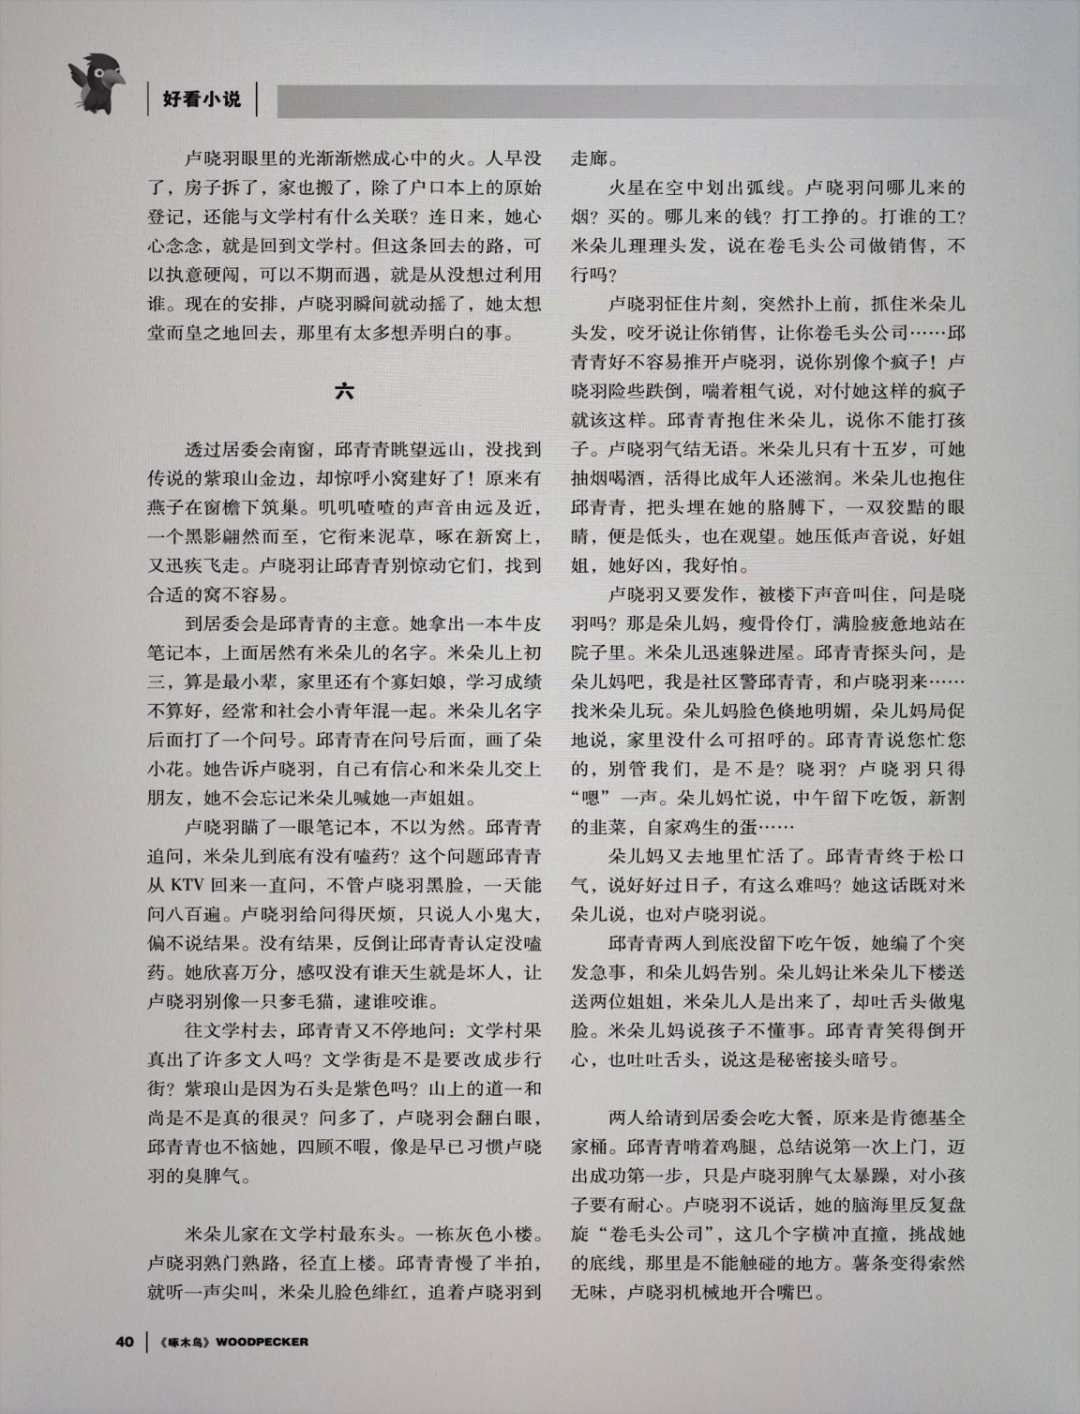 好看小说
卢晓羽眼里的光渐渐燃成心中的火。人早没
了，房子拆了，家也搬了，除了户口本上的原始
登记，还能与文学村有什么关联？连日来，她心
心念念，就是回到文学村。但这条回去的路，可
以执意硬闯，可以不期而遇，就是从没想过利用
谁。现在的安排，卢晓羽瞬间就动摇了，她太想
堂而皇之地回去，那里有太多想弄明白的事。
六
透过居委会南窗，邱青青眺望远山，没找到
传说的紫琅山金边，却惊呼小窝建好了！原来有
燕子在窗檐下筑巢。叽叽喳喳的声音由远及近，
一个黑影翩然而至，它衔来泥草，啄在新窝上，
又迅疾飞走。卢晓羽让邱青青别惊动它们，找到
合适的窝不容易。
到居委会是邱青青的主意。她拿出一本牛皮
笔记本，上面居然有米朵儿的名字。米朵儿上初
三，算是最小辈，家里还有个寡妇娘，学习成绩
不算好，经常和社会小青年混一起。米朵儿名字
后面打了一个问号。邱青青在问号后面，画了朵
小花。她告诉卢晓羽，自己有信心和米朵儿交上
朋友，她不会忘记米朵儿喊她一声姐姐。
卢晓羽瞄了一眼笔记本，不以为然。邱青青
追问，米朵儿到底有没有嗑药？这个问题邱青青
从 KTV 回来一直问，不管卢晓羽黑脸，一天能
问八百遍。卢晓羽给问得厌烦，只说人小鬼大，
偏不说结果。没有结果，反倒让邱青青认定没嗑
药。她欣喜万分，感叹没有谁天生就是坏人，让
卢晓羽别像一只奓毛猫，逮谁咬谁。
往文学村去，邱青青又不停地问：文学村果
真出了许多文人吗？文学街是不是要改成步行
街？紫琅山是因为石头是紫色吗？山上的道一和
尚是不是真的很灵？问多了，卢晓羽会翻白眼，
邱青青也不恼她，四顾不暇，像是早已习惯卢晓
羽的臭脾气。
米朵儿家在文学村最东头。一栋灰色小楼。
卢晓羽熟门熟路，径直上楼。邱青青慢了半拍，
就听一声尖叫，米朵儿脸色绯红，追着卢晓羽到
走廊。
火星在空中划出弧线。卢晓羽问哪儿来的
烟？买的。哪儿来的钱？打工挣的。打谁的工？
米朵儿理理头发，说在卷毛头公司做销售，不
行吗？
卢晓羽怔住片刻，突然扑上前，抓住米朵儿
头发，咬牙说让你销售，让你卷毛头公司……邱
青青好不容易推开卢晓羽，说你别像个疯子！卢
晓羽险些跌倒，喘着粗气说，对付她这样的疯子
就该这样。邱青青抱住米朵儿，说你不能打孩
子。卢晓羽气结无语。米朵儿只有十五岁，可她
抽烟喝酒，活得比成年人还滋润。米朵儿也抱住
邱青青，把头埋在她的胳膊下，一双狡黠的眼
睛，便是低头，也在观望。她压低声音说，好姐
姐，她好凶，我好怕。
卢晓羽又要发作，被楼下声音叫住，问是晓
羽吗？那是朵儿妈，瘦骨伶仃，满脸疲惫地站在
院子里。米朵儿迅速躲进屋。邱青青探头问，是
朵儿妈吧，我是社区警邱青青，和卢晓羽来……
找米朵儿玩。朵儿妈脸色倏地明媚，朵儿妈局促
地说，家里没什么可招呼的。邱青青说您忙您
的，别管我们，是不是？晓羽？卢晓羽只得
“嗯”一声。朵儿妈忙说，中午留下吃饭，新割
的韭菜，自家鸡生的蛋……
朵儿妈又去地里忙活了。邱青青终于松口
气，说好好过日子，有这么难吗？她这话既对米
朵儿说，也对卢晓羽说。
邱青青两人到底没留下吃午饭，她编了个突
发急事，和朵儿妈告别。朵儿妈让米朵儿下楼送
送两位姐姐，米朵儿人是出来了，却吐舌头做鬼
脸。米朵儿妈说孩子不懂事。邱青青笑得倒开
心，也吐吐舌头，说这是秘密接头暗号。
两人给请到居委会吃大餐，原来是肯德基全
家桶。邱青青啃着鸡腿，总结说第一次上门，迈
出成功第一步，只是卢晓羽脾气太暴躁，对小孩
子要有耐心。卢晓羽不说话，她的脑海里反复盘
旋“卷毛头公司”，这几个字横冲直撞，挑战她
的底线，那里是不能触碰的地方。薯条变得索然
无味，卢晓羽机械地开合嘴巴。
40 《啄木鸟》WOODPECKER